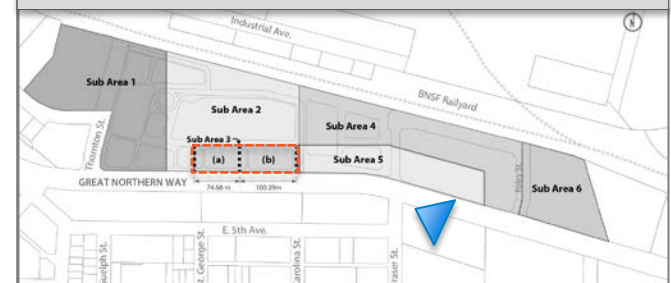 Industrial Ave.
BNSF Railyard
Sub Area 1
Sub Area 2
Sub Area 3
Sub Area 4
(a)
(b)
Sub Area 5
Sub Area 6
Thornton St.
Foley St.
GREAT NORTHERN WAY
74.68 m
100.29m
E. 5th Ave.
St. George St.
Fraser St.